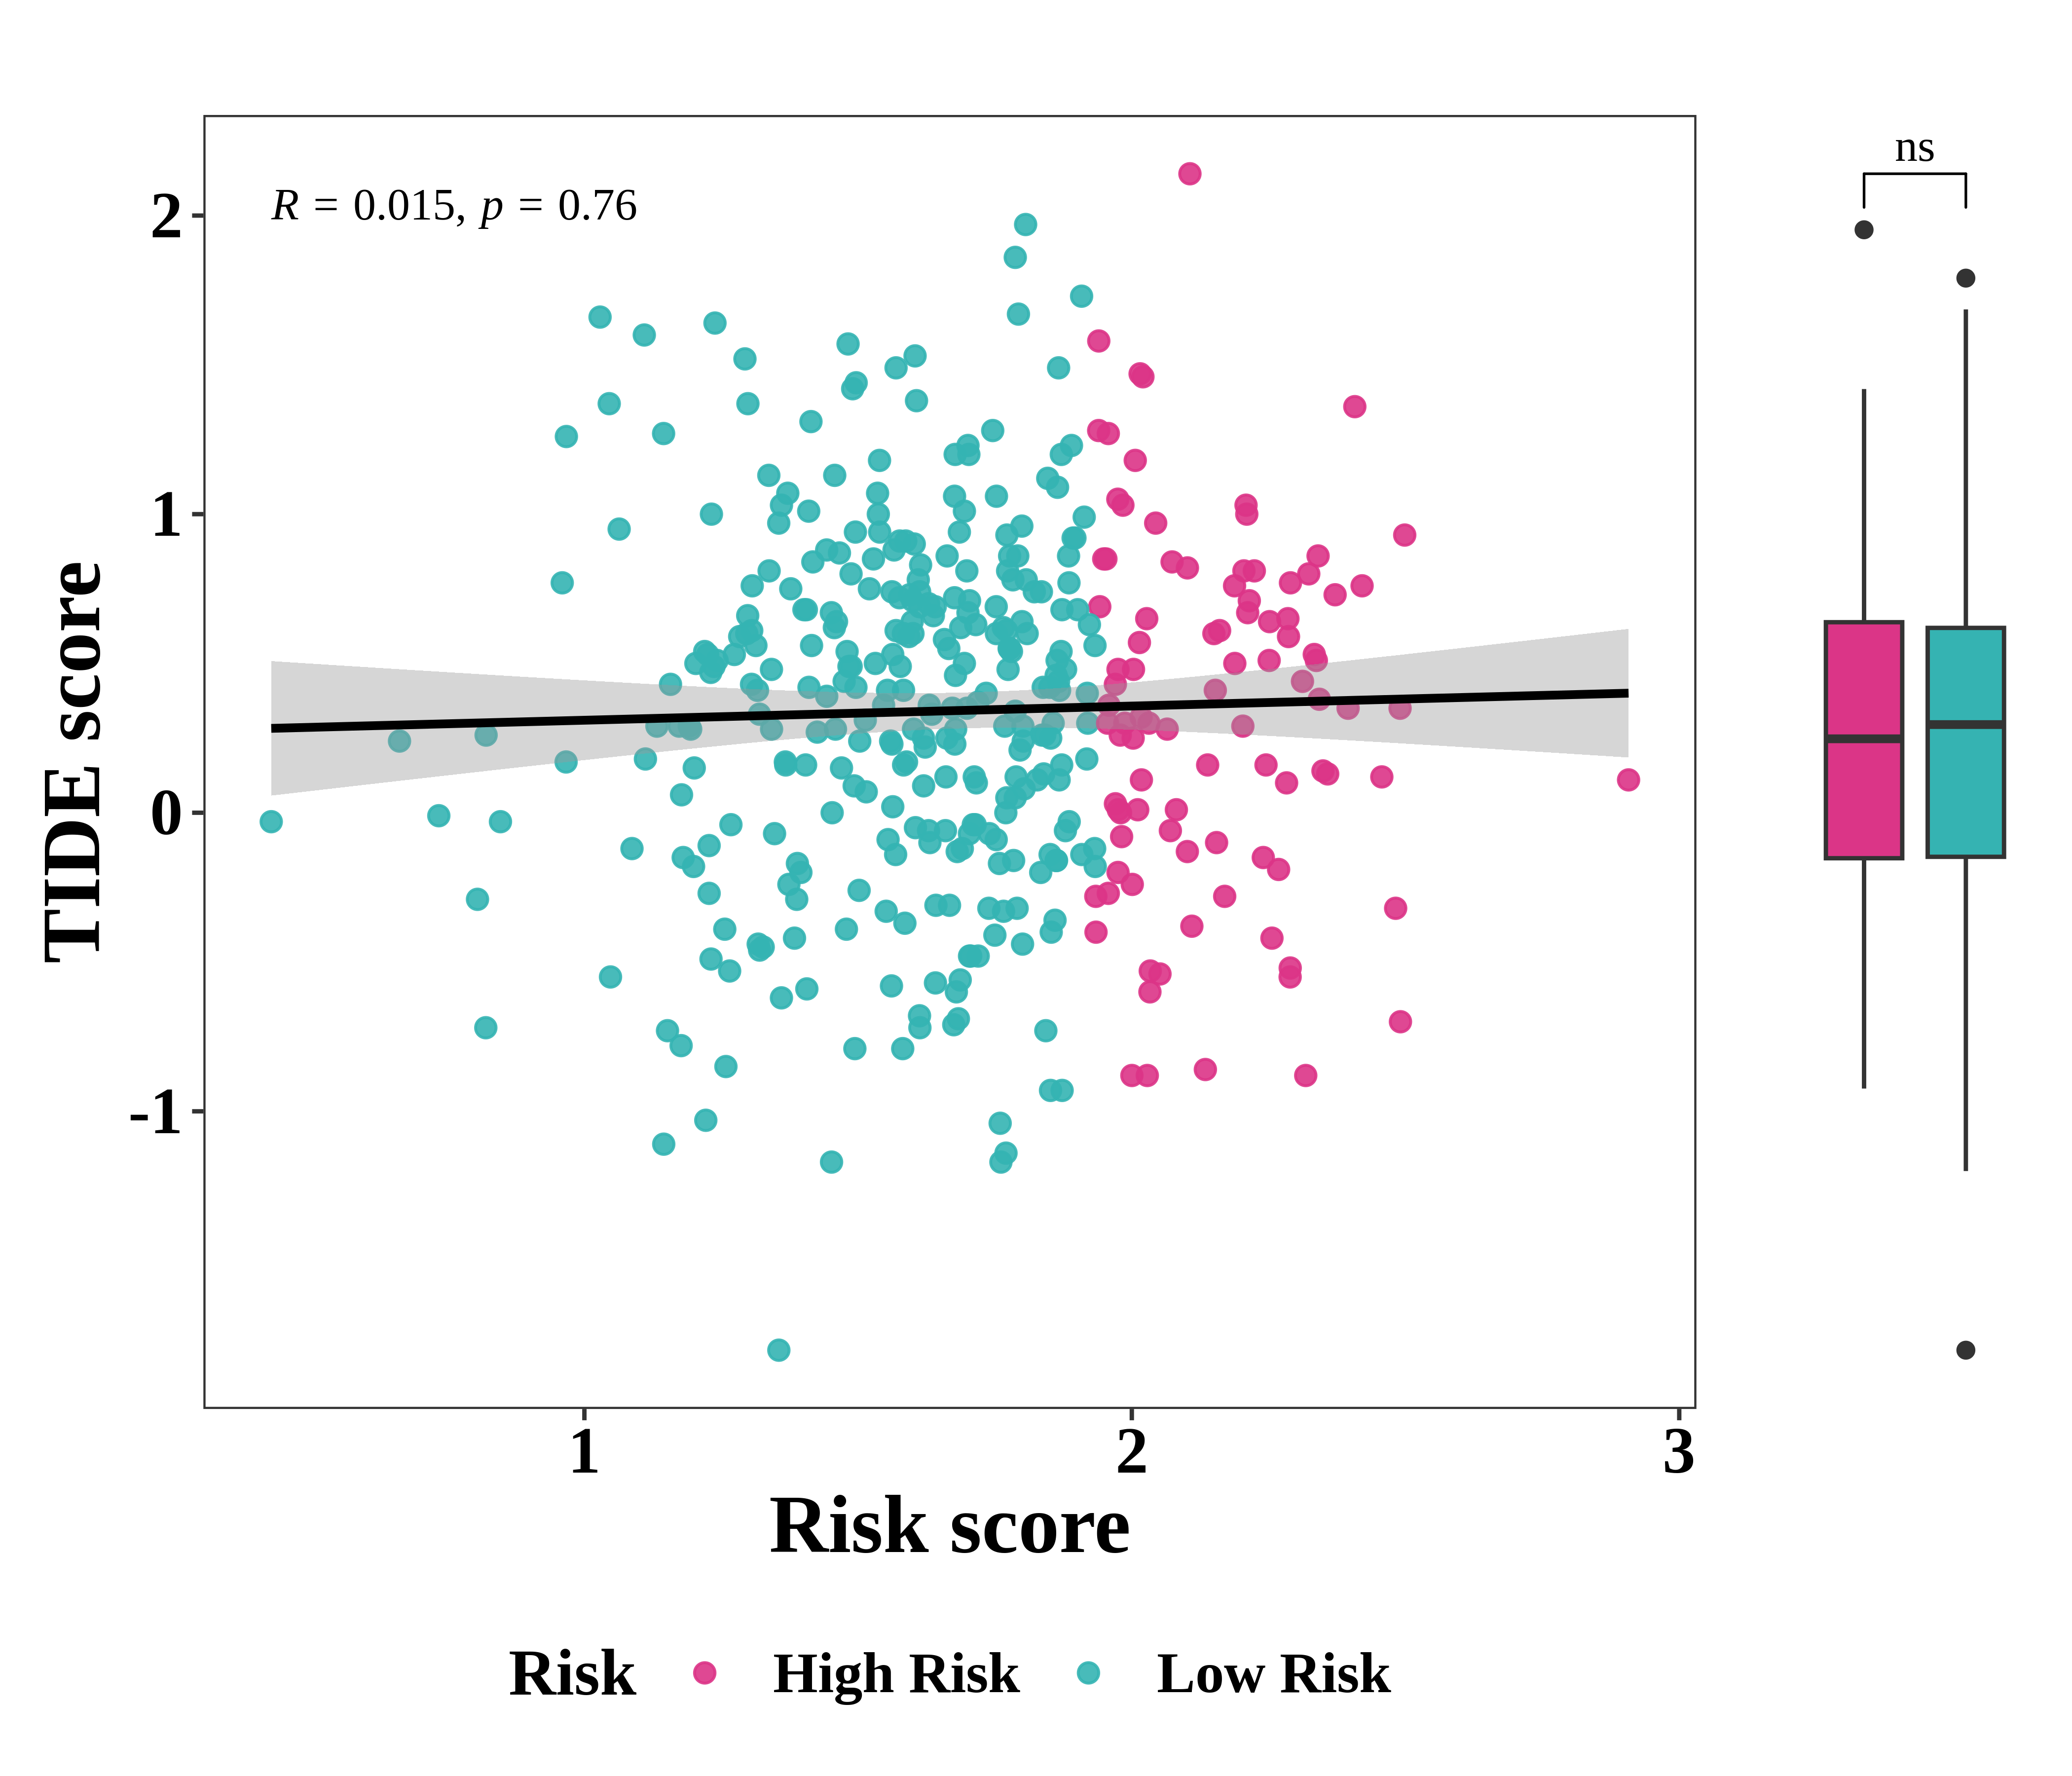 ns
R = 0.015, p = 0.76
2
1
0
-1
TIDE score
1 2 3
Risk score
Risk High Risk Low Risk